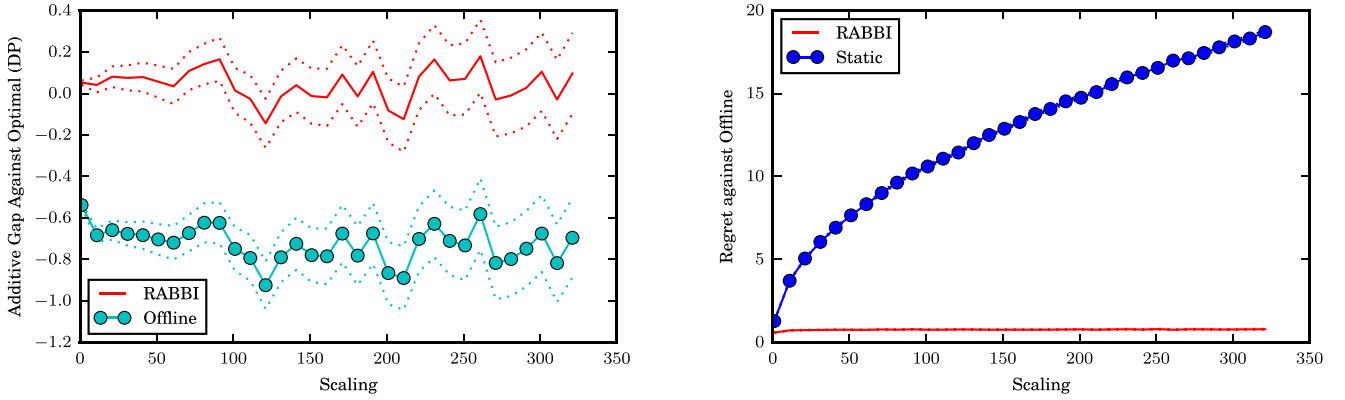 Additive Gap Against Optimal (DP)
0.4
0.2
0.0
−0.2
−0.4
−0.6
−0.8
−1.0
−1.2
RABBI
Offline
0 50 100 150 200 250 300 350
Scaling
Regret against Offline
20
15
10
5
0
RABBI
Static
0 50 100 150 200 250 300 350
Scaling